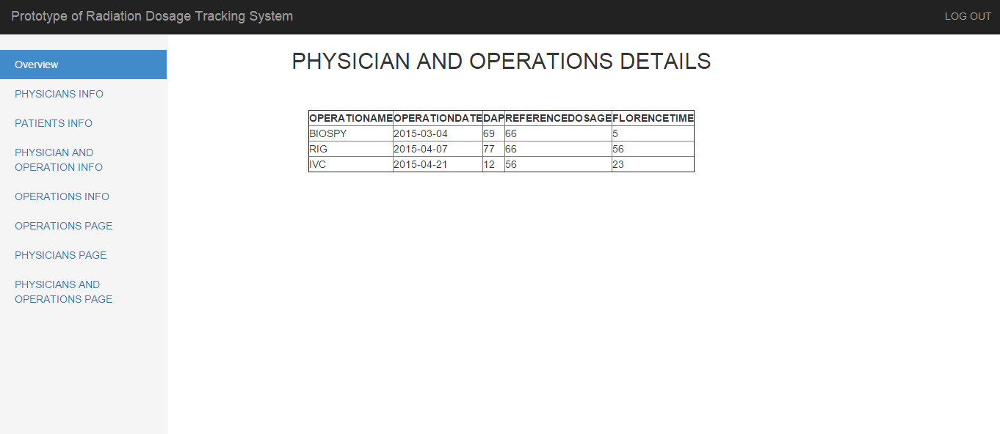 Prototype of Radiation Dosage Tracking System
LOG OUT
Overview
PHYSICIANS INFO
PATIENTS INFO
PHYSICIAN AND
OPERATION INFO
OPERATIONS INFO
OPERATIONS PAGE
PHYSICIANS PAGE
PHYSICIANS AND
OPERATIONS PAGE
PHYSICIAN AND OPERATIONS DETAILS
OPERATIONAME OPERATIONDATE DAP REFERENCEDOSAGE FLORENCETIME
BIOSPY 2015-03-04 69 66 5
RIG 2015-04-07 77 66 56
IVC 2015-04-21 12 56 23